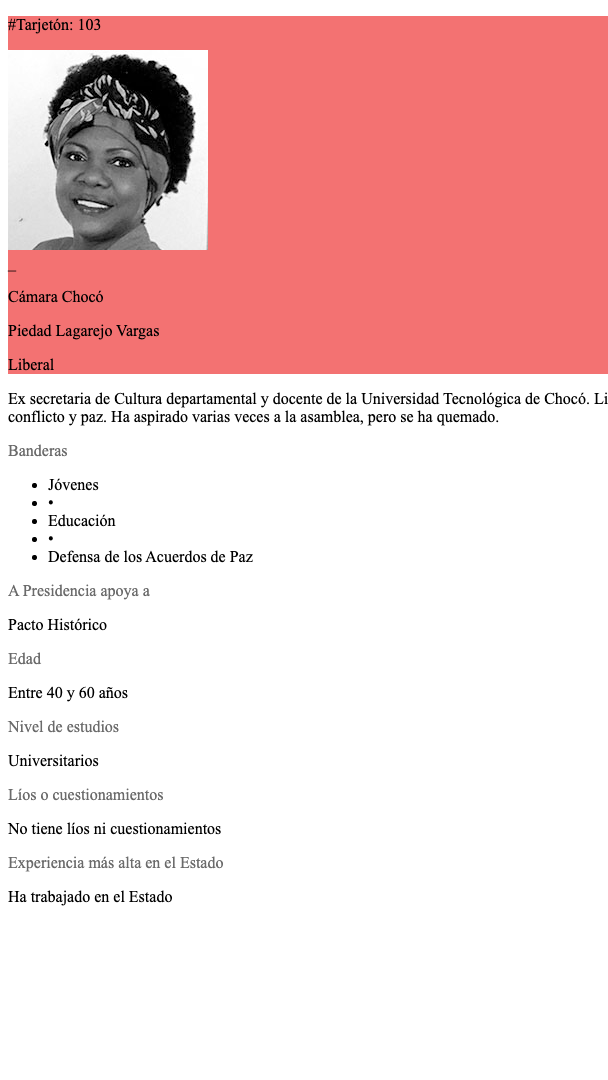 #Tarjetón: 103
_
Cámara Chocó
Piedad Lagarejo Vargas
Liberal
Ex secretaria de Cultura departamental y docente de la Universidad Tecnológica de Chocó. Li
conflicto y paz. Ha aspirado varias veces a la asamblea, pero se ha quemado.
Banderas
• Jóvenes
• •
• Educación
• •
• Defensa de los Acuerdos de Paz
A Presidencia apoya a
Pacto Histórico
Edad
Entre 40 y 60 años
Nivel de estudios
Universitarios
Líos o cuestionamientos
No tiene líos ni cuestionamientos
Experiencia más alta en el Estado
Ha trabajado en el Estado